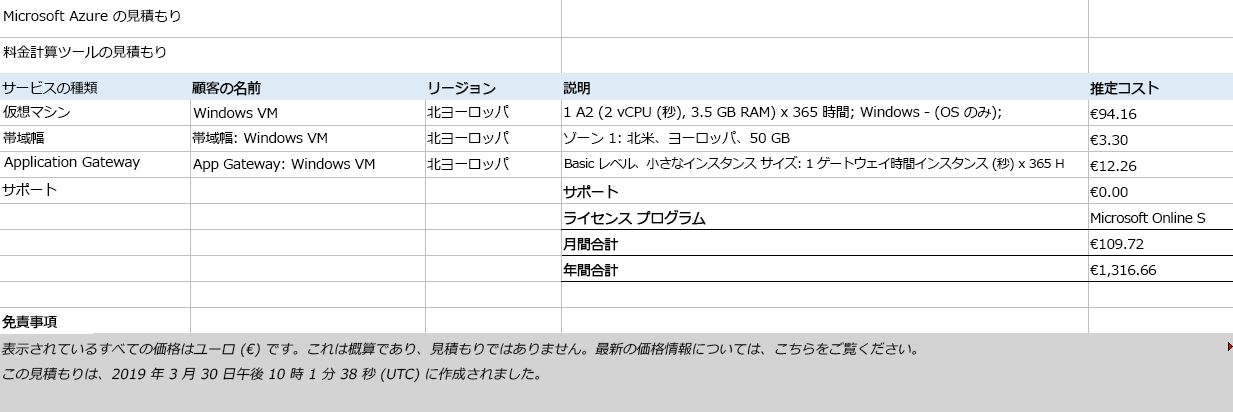 Microsoft Azure の見積もり
料金計算ツールの見積もり
サービスの種類 顧客の名前 リージョン 説明 推定コスト
仮想マシン Windows VM 北ヨーロッパ 1 A2 (2 vCPU (秒), 3.5 GB RAM) x 365 時間; Windows - (OS のみ); €94.16
帯域幅 帯域幅: Windows VM 北ヨーロッパ ゾーン 1: 北米、ヨーロッパ、50 GB €3.30
Application Gateway App Gateway: Windows VM 北ヨーロッパ Basic レベル、小さなインスタンス サイズ: 1 ゲートウェイ時間インスタンス (秒) x 365 H €12.26
サポート サポート €0.00
ライセンス プログラム Microsoft Online S
月間合計 €109.72
年間合計 €1,316.66
免責事項
表示されているすべての価格はユーロ (€) です。これは概算であり、見積もりではありません。最新の価格情報については、こちらをご覧ください。
この見積もりは、2019 年 3 月 30 日午後 10 時 1 分 38 秒 (UTC) に作成されました。